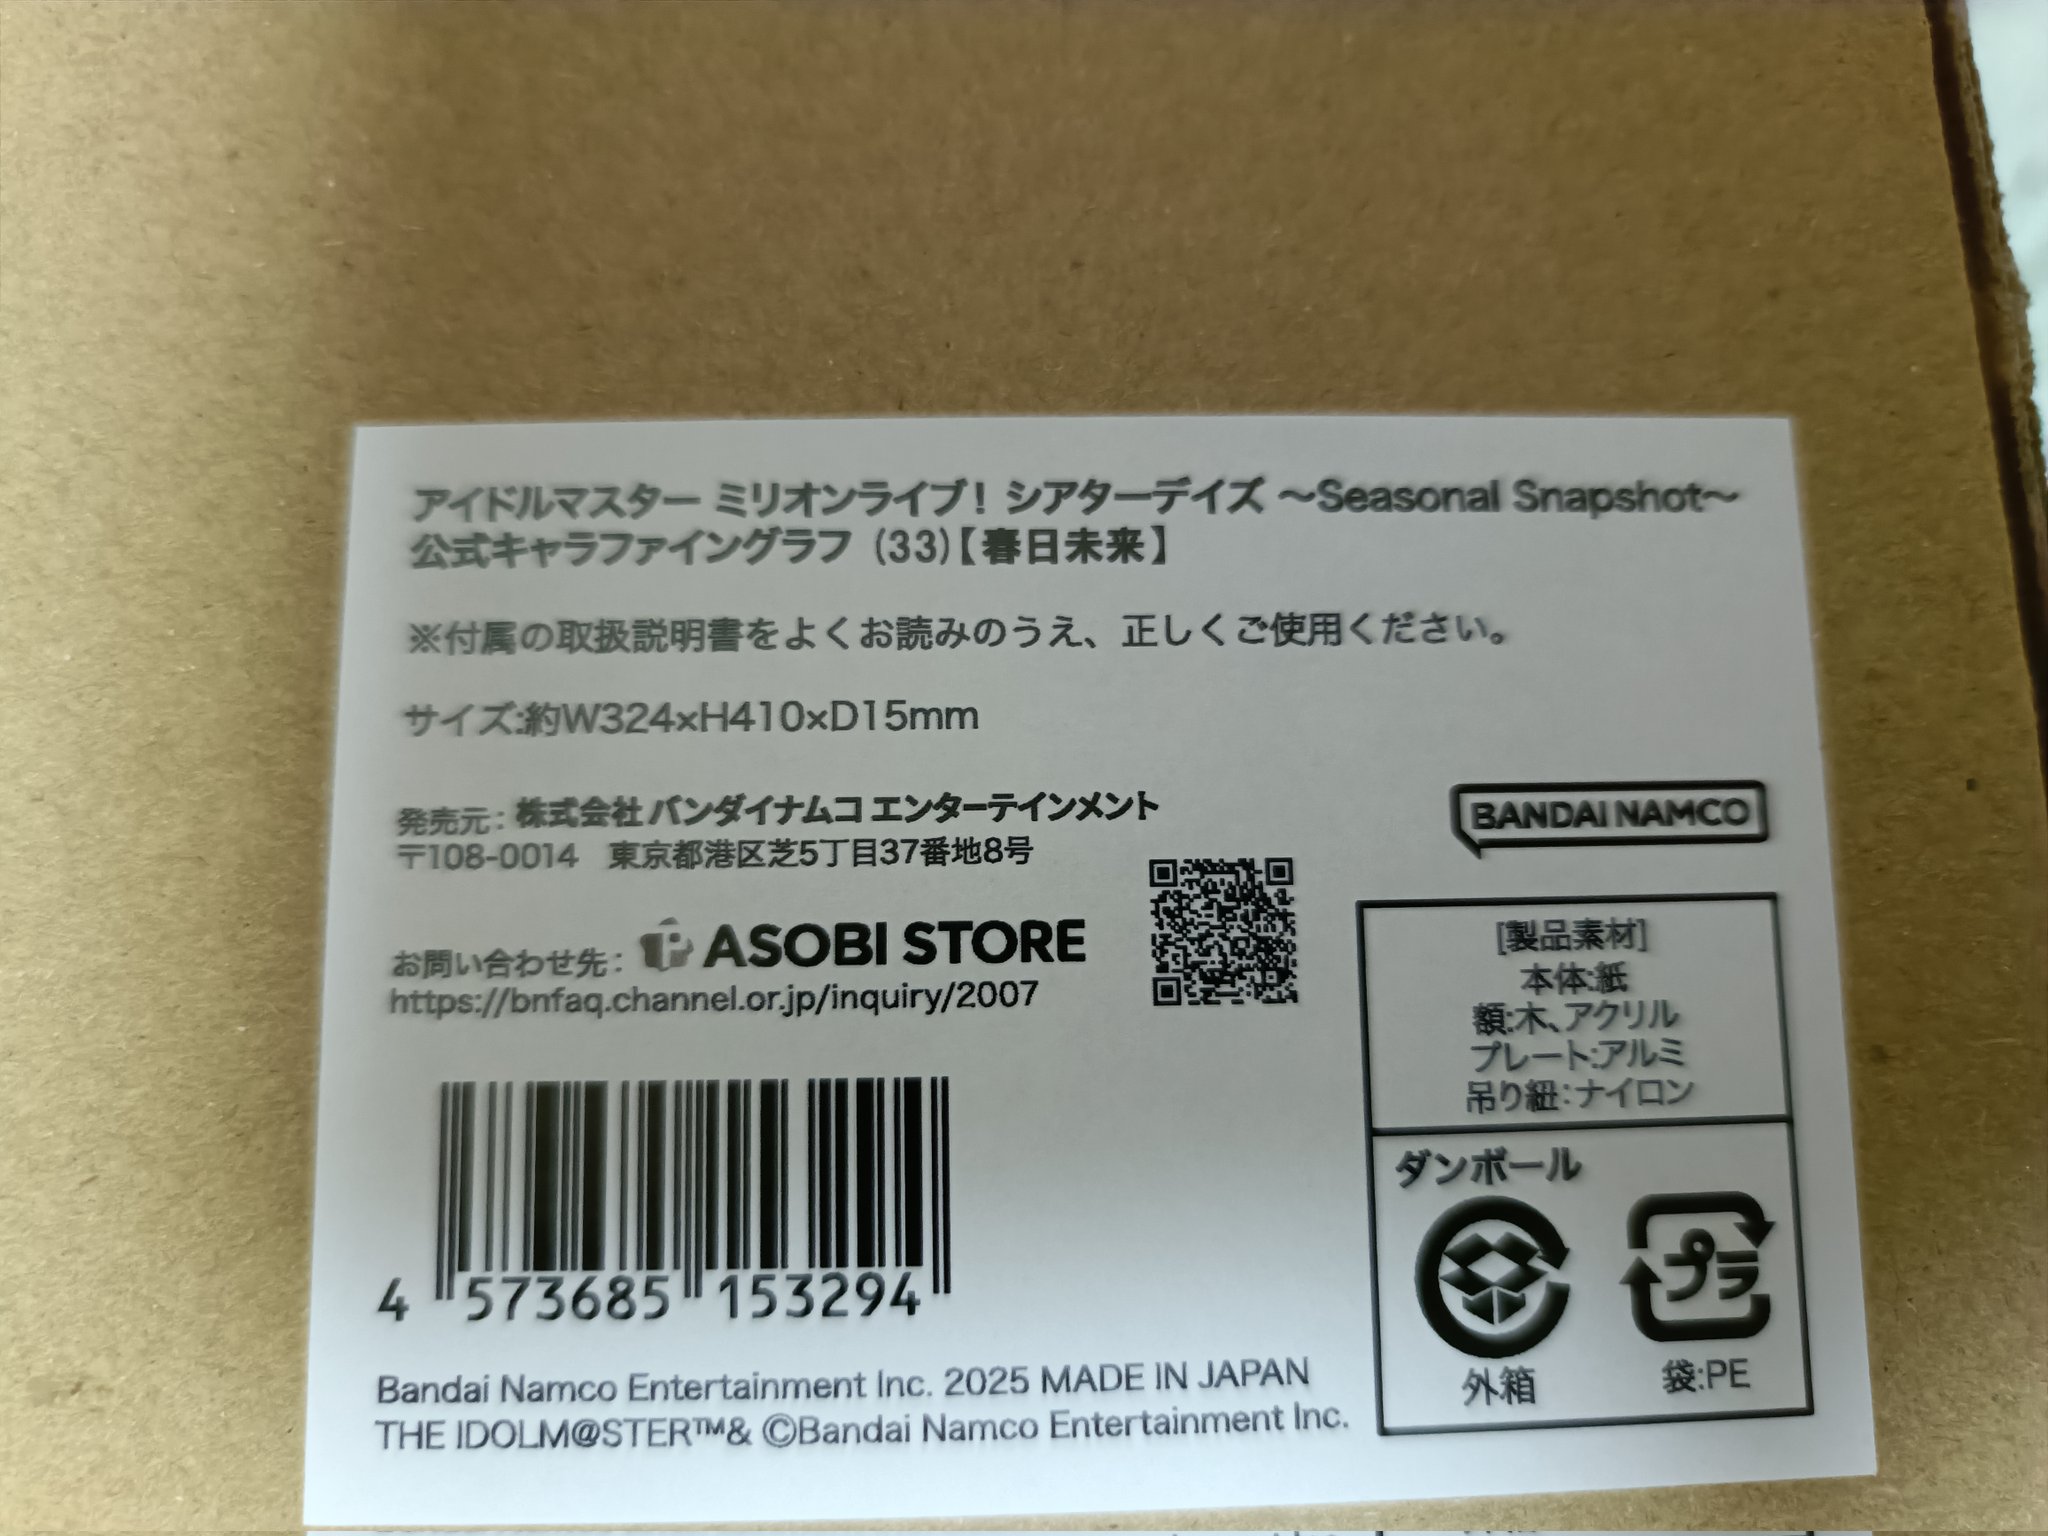 アイドルマスター ミリオンライブ! シアターデイズ ～Seasonal Snapshot～
公式キャラファイングラフ (33)【春日未来】
※付属の取扱説明書をよくお読みのうえ、正しくご使用ください。
サイズ:約W324×H410×D15mm
発売元: 株式会社 バンダイナムコ エンターテインメント
〒108-0014 東京都港区芝5丁目37番地8号
お問い合わせ先: ASOBI STORE
https://bnfaq.channel.or.jp/inquiry/2007
4 573685 153294
Bandai Namco Entertainment Inc. 2025 MADE IN JAPAN
THE IDOLM@STER™& ©Bandai Namco Entertainment Inc.
BANDAI NAMCO
[製品素材]
本体:紙
額:木、アクリル
プレート:アルミ
吊り紐:ナイロン
ダンボール
プラ
外箱
袋:PE